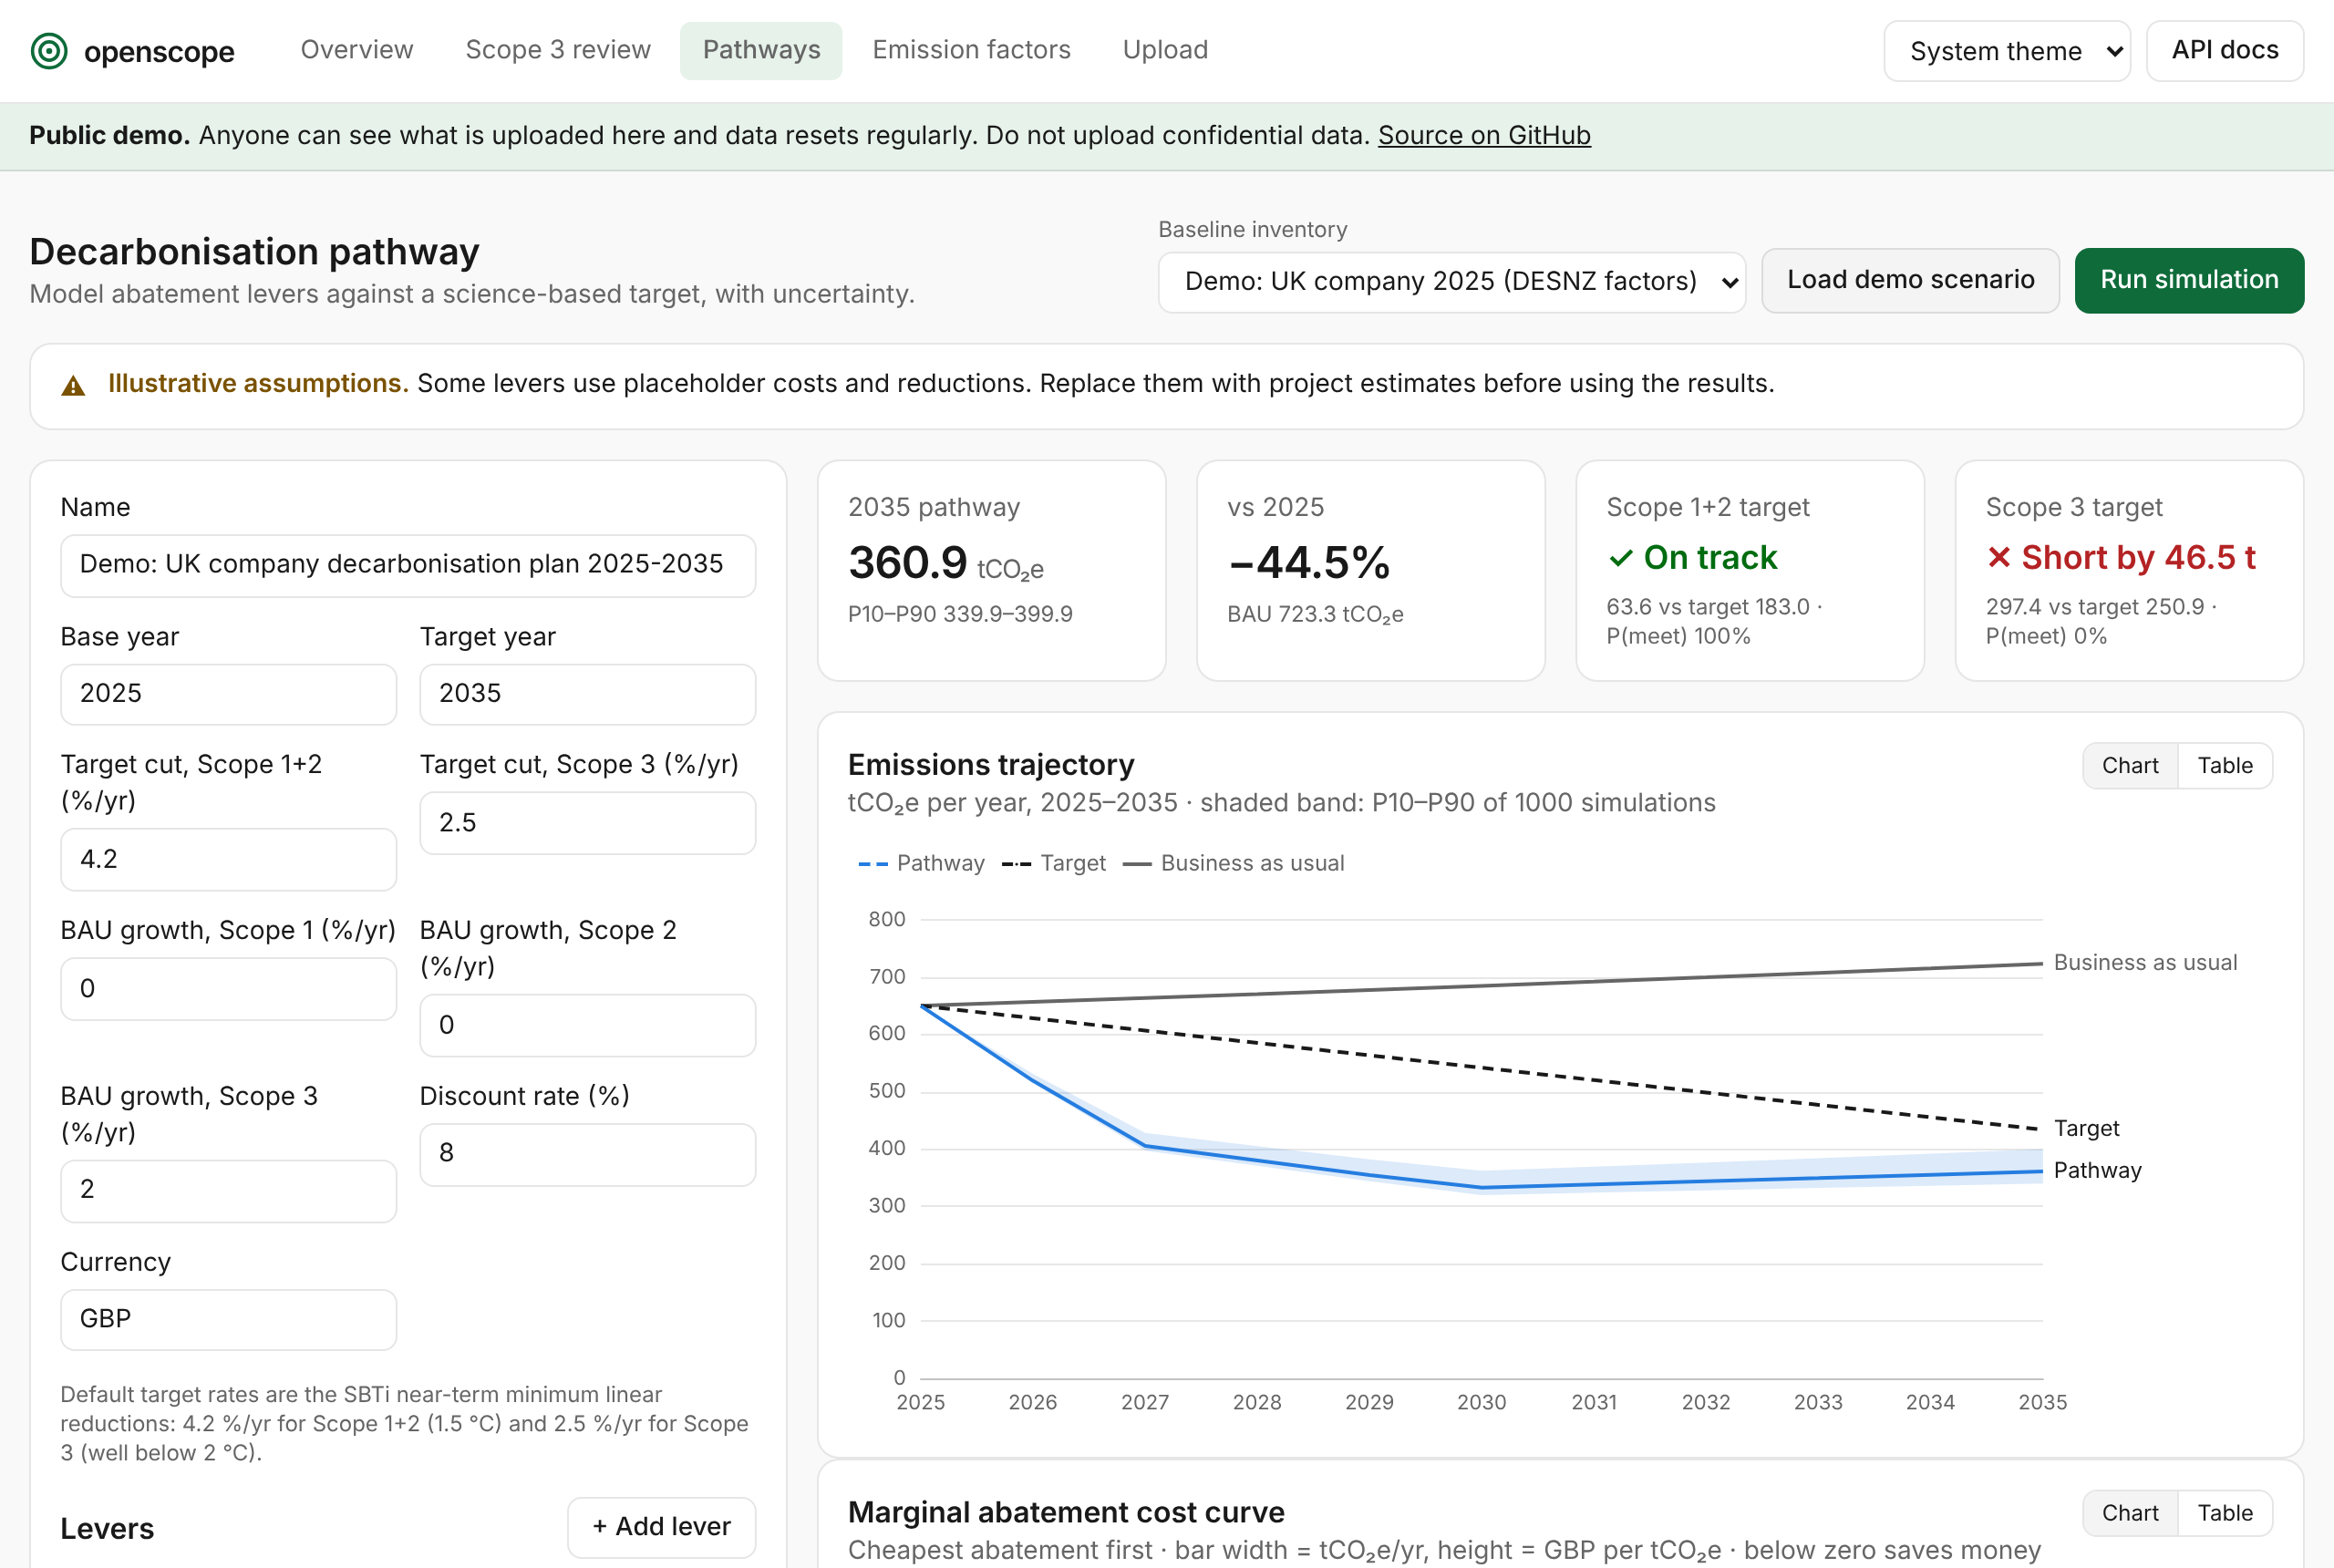 openscope
Overview
Scope 3 review
Pathways
Emission factors
Upload
System theme
API docs
Public demo. Anyone can see what is uploaded here and data resets regularly. Do not upload confidential data. Source on GitHub
Decarbonisation pathway
Model abatement levers against a science-based target, with uncertainty.
Baseline inventory
Demo: UK company 2025 (DESNZ factors)
Load demo scenario
Run simulation
Illustrative assumptions. Some levers use placeholder costs and reductions. Replace them with project estimates before using the results.
Name
Demo: UK company decarbonisation plan 2025-2035
Base year
2025
Target year
2035
Target cut, Scope 1+2
(%/yr)
4.2
Target cut, Scope 3 (%/yr)
2.5
BAU growth, Scope 1 (%/yr)
0
BAU growth, Scope 2
(%/yr)
0
BAU growth, Scope 3
(%/yr)
2
Discount rate (%)
8
Currency
GBP
Default target rates are the SBTi near-term minimum linear
reductions: 4.2 %/yr for Scope 1+2 (1.5 °C) and 2.5 %/yr for Scope
3 (well below 2 °C).
Levers
+ Add lever
2035 pathway
360.9 tCO₂e
P10–P90 339.9–399.9
vs 2025
−44.5%
BAU 723.3 tCO₂e
Scope 1+2 target
✓ On track
63.6 vs target 183.0 ·
P(meet) 100%
Scope 3 target
✕ Short by 46.5 t
297.4 vs target 250.9 ·
P(meet) 0%
Emissions trajectory
tCO₂e per year, 2025–2035 · shaded band: P10–P90 of 1000 simulations
Chart
Table
Pathway
Target
Business as usual
800
700
600
500
400
300
200
100
0
Business as usual
Target
Pathway
2025
2026
2027
2028
2029
2030
2031
2032
2033
2034
2035
Marginal abatement cost curve
Cheapest abatement first · bar width = tCO₂e/yr, height = GBP per tCO₂e · below zero saves money
Chart
Table